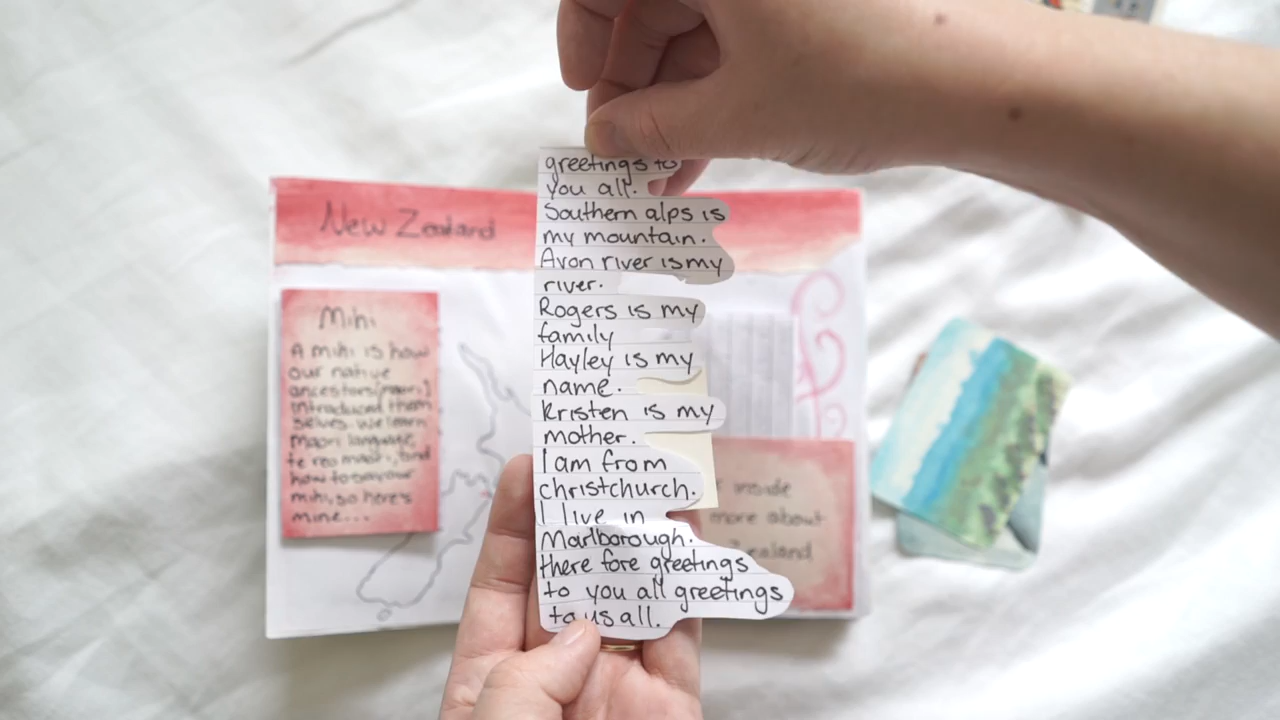 New Zealand
Mihi
A mihi is how
our native
ancestors(maori)
introduced them
selves. We learn
maori language,
te reo maori, and
how to say our
mihi, so here's
mine...
greetings to
you all.
Southern alps is
my mountain.
Avon river is my
river.
Rogers is my
family
Hayley is my
name.
Kristen is my
mother.
I am from
christchurch.
I live in
Marlborough.
there fore greetings
to you all greetings
to us all.
inside
more about
Zealand